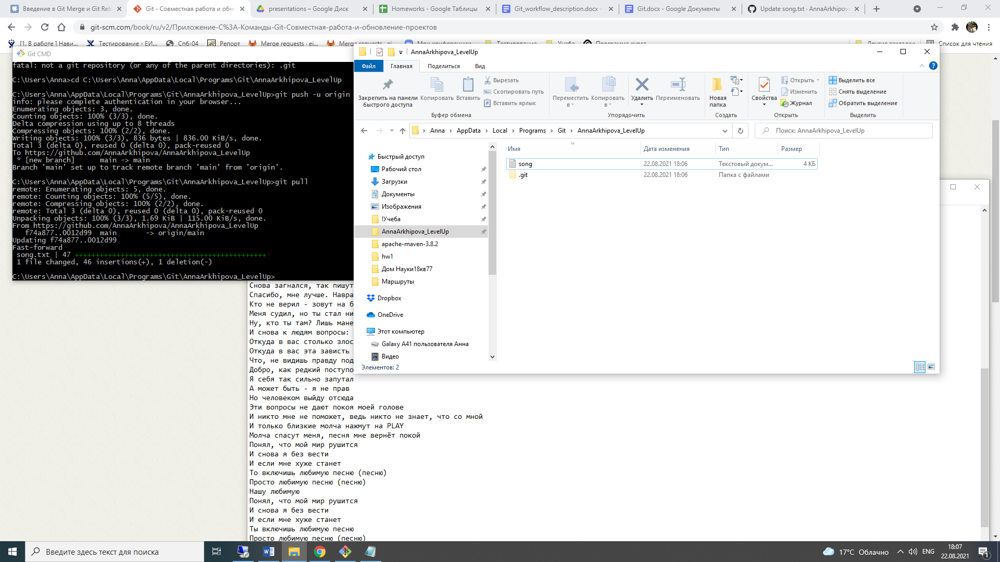 Введение в Git Merge и Git Reb
Git - Совместная работа и обно
presentations – Google Диск
Homeworks - Google Таблицы
Git_workflow_description.docx -
Git.docx - Google Документы
Update song.txt · AnnaArkhipova
git-scm.com/book/ru/v2/Приложение-C%3A-Команды-Git-Совместная-работа-и-обновление-проектов
[1. В работе ] Нави...
Тестирование - ЕИ...
Спб-04
Репорт
Merge requests · ei...
Мои конференции
Тестирование
Учеба
Программа курса
Другие закладки
Список для чтения
Git CMD
fatal: not a git repository (or any of the parent directories): .git
C:\Users\Anna>cd C:\Users\Anna\AppData\Local\Programs\Git\AnnaArkhipova_LevelUp
C:\Users\Anna\AppData\Local\Programs\Git\AnnaArkhipova_LevelUp>git push -u origin
info: please complete authentication in your browser...
Enumerating objects: 3, done.
Counting objects: 100% (3/3), done.
Delta compression using up to 8 threads
Compressing objects: 100% (2/2), done.
Writing objects: 100% (3/3), 836 bytes | 836.00 KiB/s, done.
Total 3 (delta 0), reused 0 (delta 0), pack-reused 0
To https://github.com/AnnaArkhipova/AnnaArkhipova_LevelUp
* [new branch]      main -> main
Branch 'main' set up to track remote branch 'main' from 'origin'.
C:\Users\Anna\AppData\Local\Programs\Git\AnnaArkhipova_LevelUp>git pull
remote: Enumerating objects: 5, done.
remote: Counting objects: 100% (5/5), done.
remote: Compressing objects: 100% (2/2), done.
remote: Total 3 (delta 0), reused 0 (delta 0), pack-reused 0
Unpacking objects: 100% (3/3), 1.69 KiB | 115.00 KiB/s, done.
From https://github.com/AnnaArkhipova/AnnaArkhipova_LevelUp
f74a877..0012d99  main       -> origin/main
Updating f74a877..0012d99
Fast-forward
song.txt | 47 ++++++++++++++++++++++++++++++++++++++++++++++-
1 file changed, 46 insertions(+), 1 deletion(-)
C:\Users\Anna\AppData\Local\Programs\Git\AnnaArkhipova_LevelUp>
AnnaArkhipova_LevelUp
Файл
Главная
Поделиться
Вид
Закрепить на панели быстрого доступа
Копировать
Вставить
Вырезать
Скопировать путь
Вставить ярлык
Буфер обмена
Переместить в
Копировать в
Удалить
Переименовать
Упорядочить
Новая папка
Создать
Свойства
Открыть
Изменить
Журнал
Открыть
Выделить все
Снять выделение
Обратить выделение
Выделить
Anna > AppData > Local > Programs > Git > AnnaArkhipova_LevelUp
Поиск: AnnaArkhipova_LevelUp
Имя
Дата изменения
Тип
Размер
song 22.08.2021 18:06 Текстовый докум... 4 КБ
.git 22.08.2021 18:06 Папка с файлами
Быстрый доступ
Рабочий стол
Загрузки
Документы
Изображения
!Учеба
AnnaArkhipova_LevelUp
apache-maven-3.8.2
hw1
Дом Науки18кв77
Маршруты
Dropbox
OneDrive
Этот компьютер
Galaxy A41 пользователя Анна
Видео
Элементов: 2
Снова загнался, так пишут
Спасибо, мне лучше. Навра
Кто не верил - зовут на б
Меня судил, но ты стал ни
Ну, кто ты там? Лишь мане
И снова к людям вопросы:
Откуда в вас столько злос
Откуда в вас эта зависть
Что, не видишь правду под
Добро, как редкий поступо
Я себя так сильно запутал
А может быть - я не прав
Но человеком выйду отсюда
Эти вопросы не дают покоя моей голове
И никто мне не поможет, ведь никто не знает, что со мной
И только близкие молча нажмут на PLAY
Молча спасут меня, песня мне вернёт покой
Понял, что мой мир рушится
И снова я без вести
И если мне хуже станет
То включишь любимую песню (песню)
Просто любимую песню (песню)
Нашу любимую
Понял, что мой мир рушится
И снова я без вести
И если мне хуже станет
Ты включишь любимую песню
Просто любимую песню (песню)
Введите здесь текст для поиска
17°C Облачно
ENG
18:07
22.08.2021
1